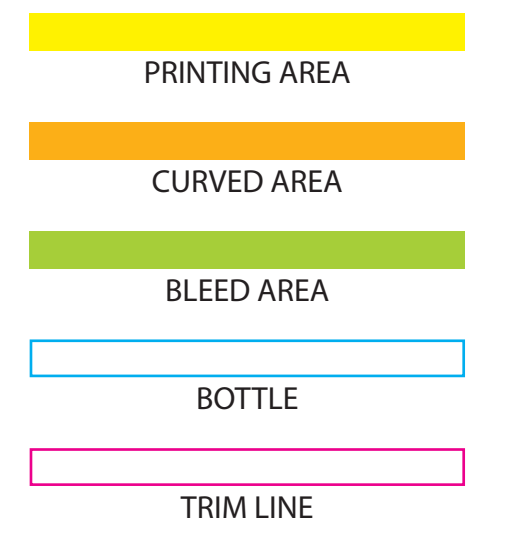 PRINTING AREA
CURVED AREA
BLEED AREA
BOTTLE
TRIM LINE